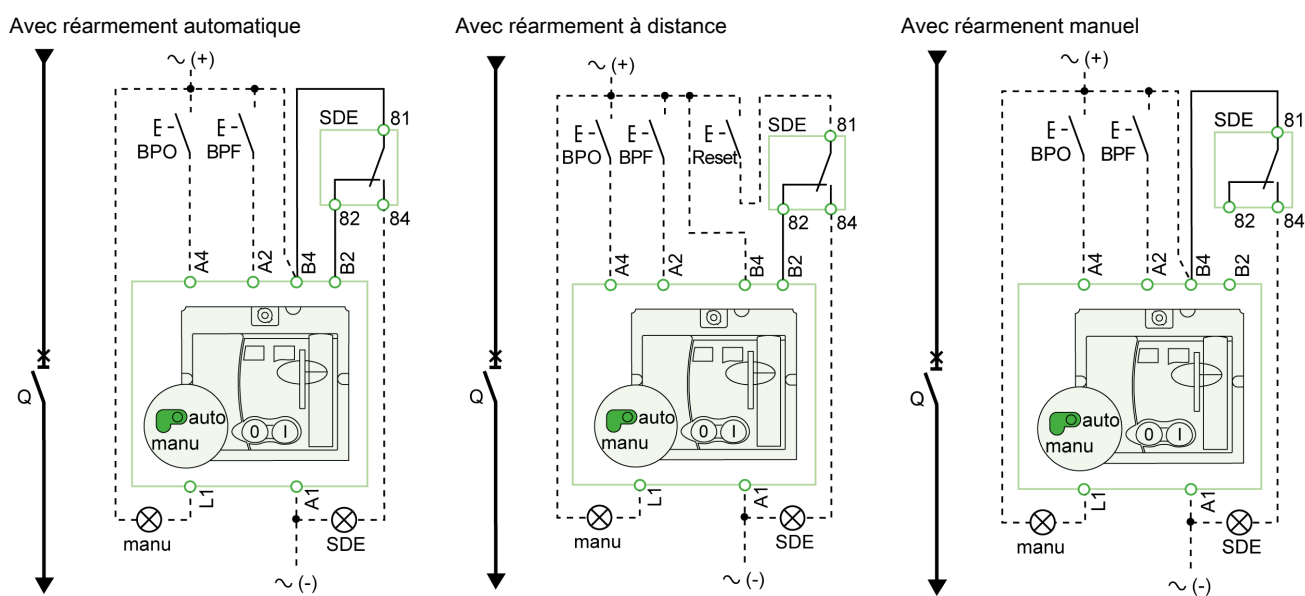 Avec réarmement automatique
Avec réarmement à distance
Avec réarmenent manuel
~ (+)
SDE
81
E - BPO
E - BPF
82
84
A4
A2
B4
B2
auto
manu
0
I
L1
A1
manu
SDE
~ (-)
Q
~ (+)
SDE
81
E - BPO
E - BPF
E - Reset
82
84
A4
A2
B4
B2
auto
manu
0
I
L1
A1
manu
SDE
~ (-)
Q
~ (+)
SDE
81
E - BPO
E - BPF
82
84
A4
A2
B4
B2
auto
manu
0
I
L1
A1
manu
SDE
~ (-)
Q